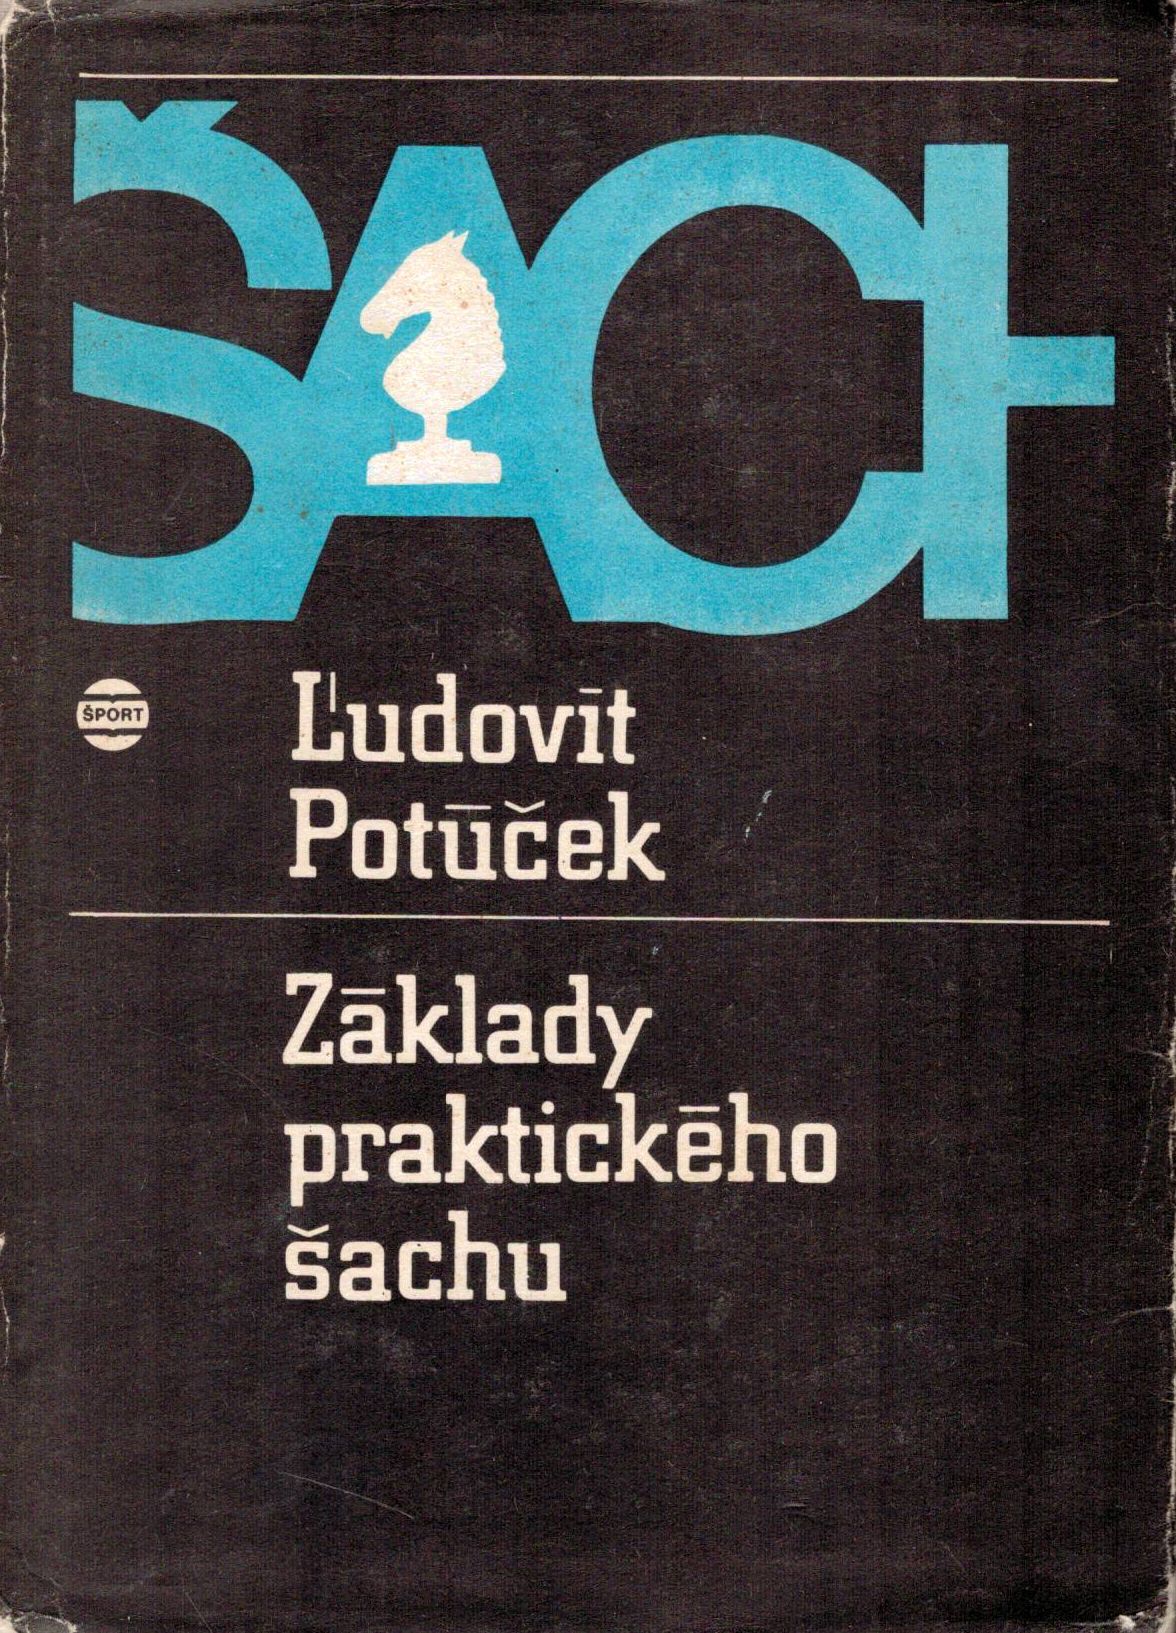 ŠACH
ŠPORT
Ľudovít
Potúček
Základy
praktického
šachu